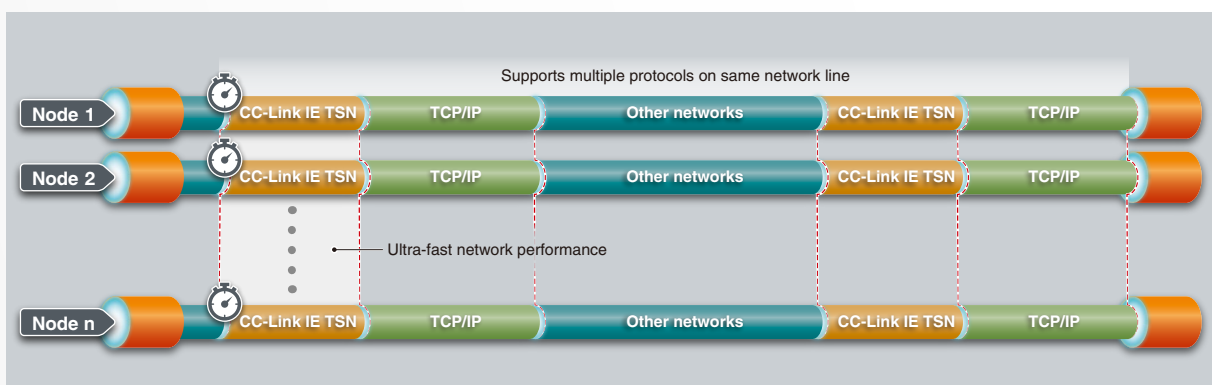 Supports multiple protocols on same network line
Node 1 CC-Link IE TSN TCP/IP Other networks CC-Link IE TSN TCP/IP
Node 2 CC-Link IE TSN TCP/IP Other networks CC-Link IE TSN TCP/IP
Ultra-fast network performance
Node n CC-Link IE TSN TCP/IP Other networks CC-Link IE TSN TCP/IP